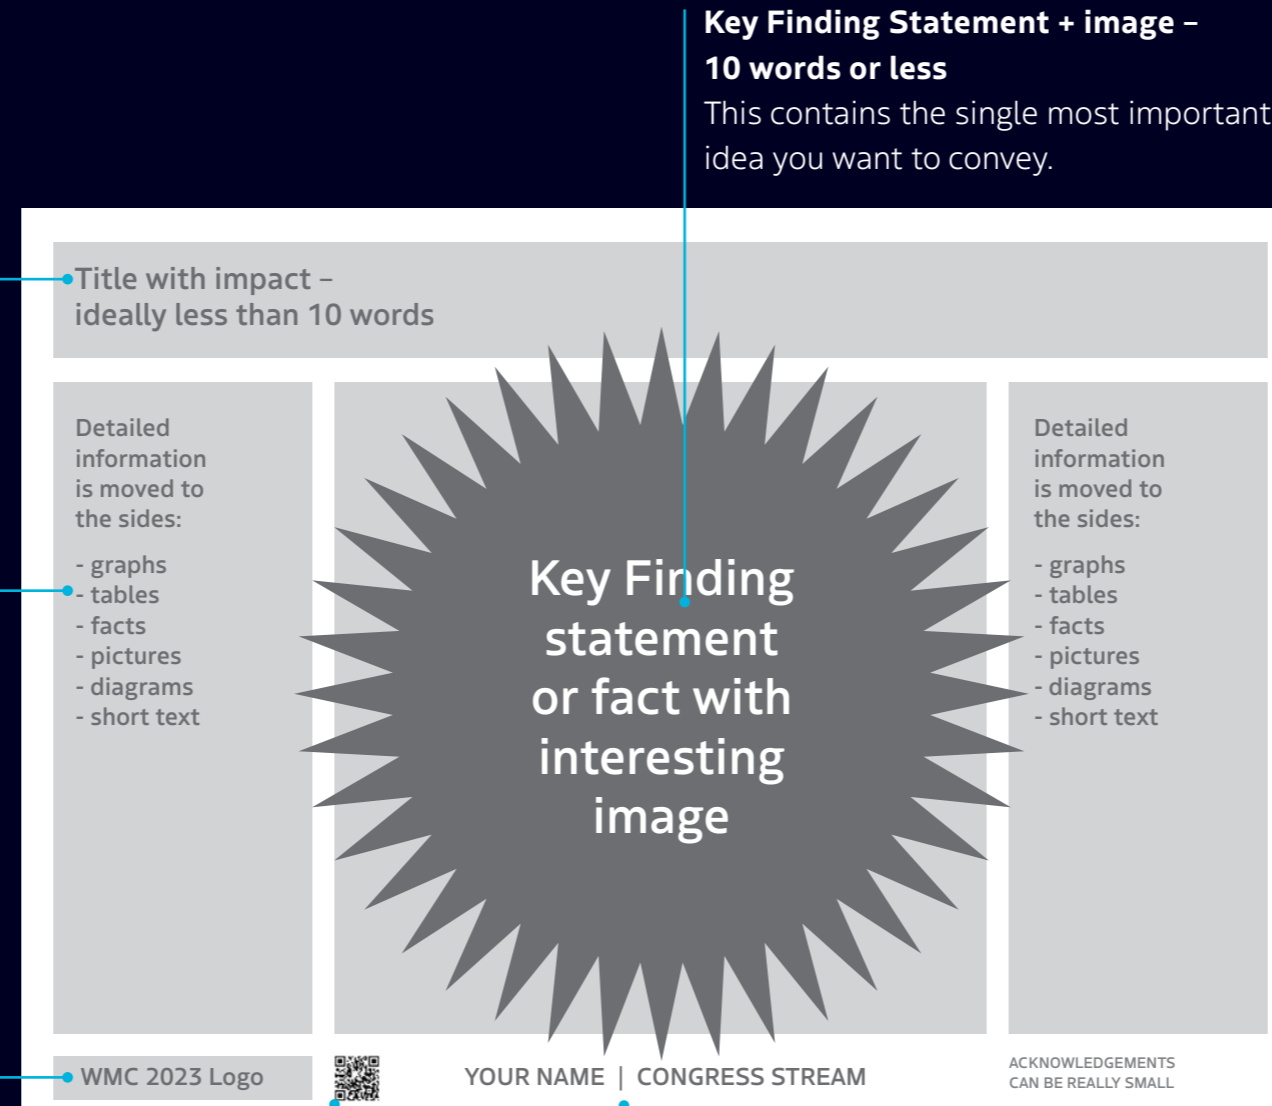 Key Finding Statement + image –
10 words or less
This contains the single most important
idea you want to convey.
Title with impact –
ideally less than 10 words
Detailed
information
is moved to
the sides:
- graphs
- tables
- facts
- pictures
- diagrams
- short text
Key Finding
statement
or fact with
interesting
image
Detailed
information
is moved to
the sides:
- graphs
- tables
- facts
- pictures
- diagrams
- short text
WMC 2023 Logo
YOUR NAME | CONGRESS STREAM
ACKNOWLEDGEMENTS
CAN BE REALLY SMALL